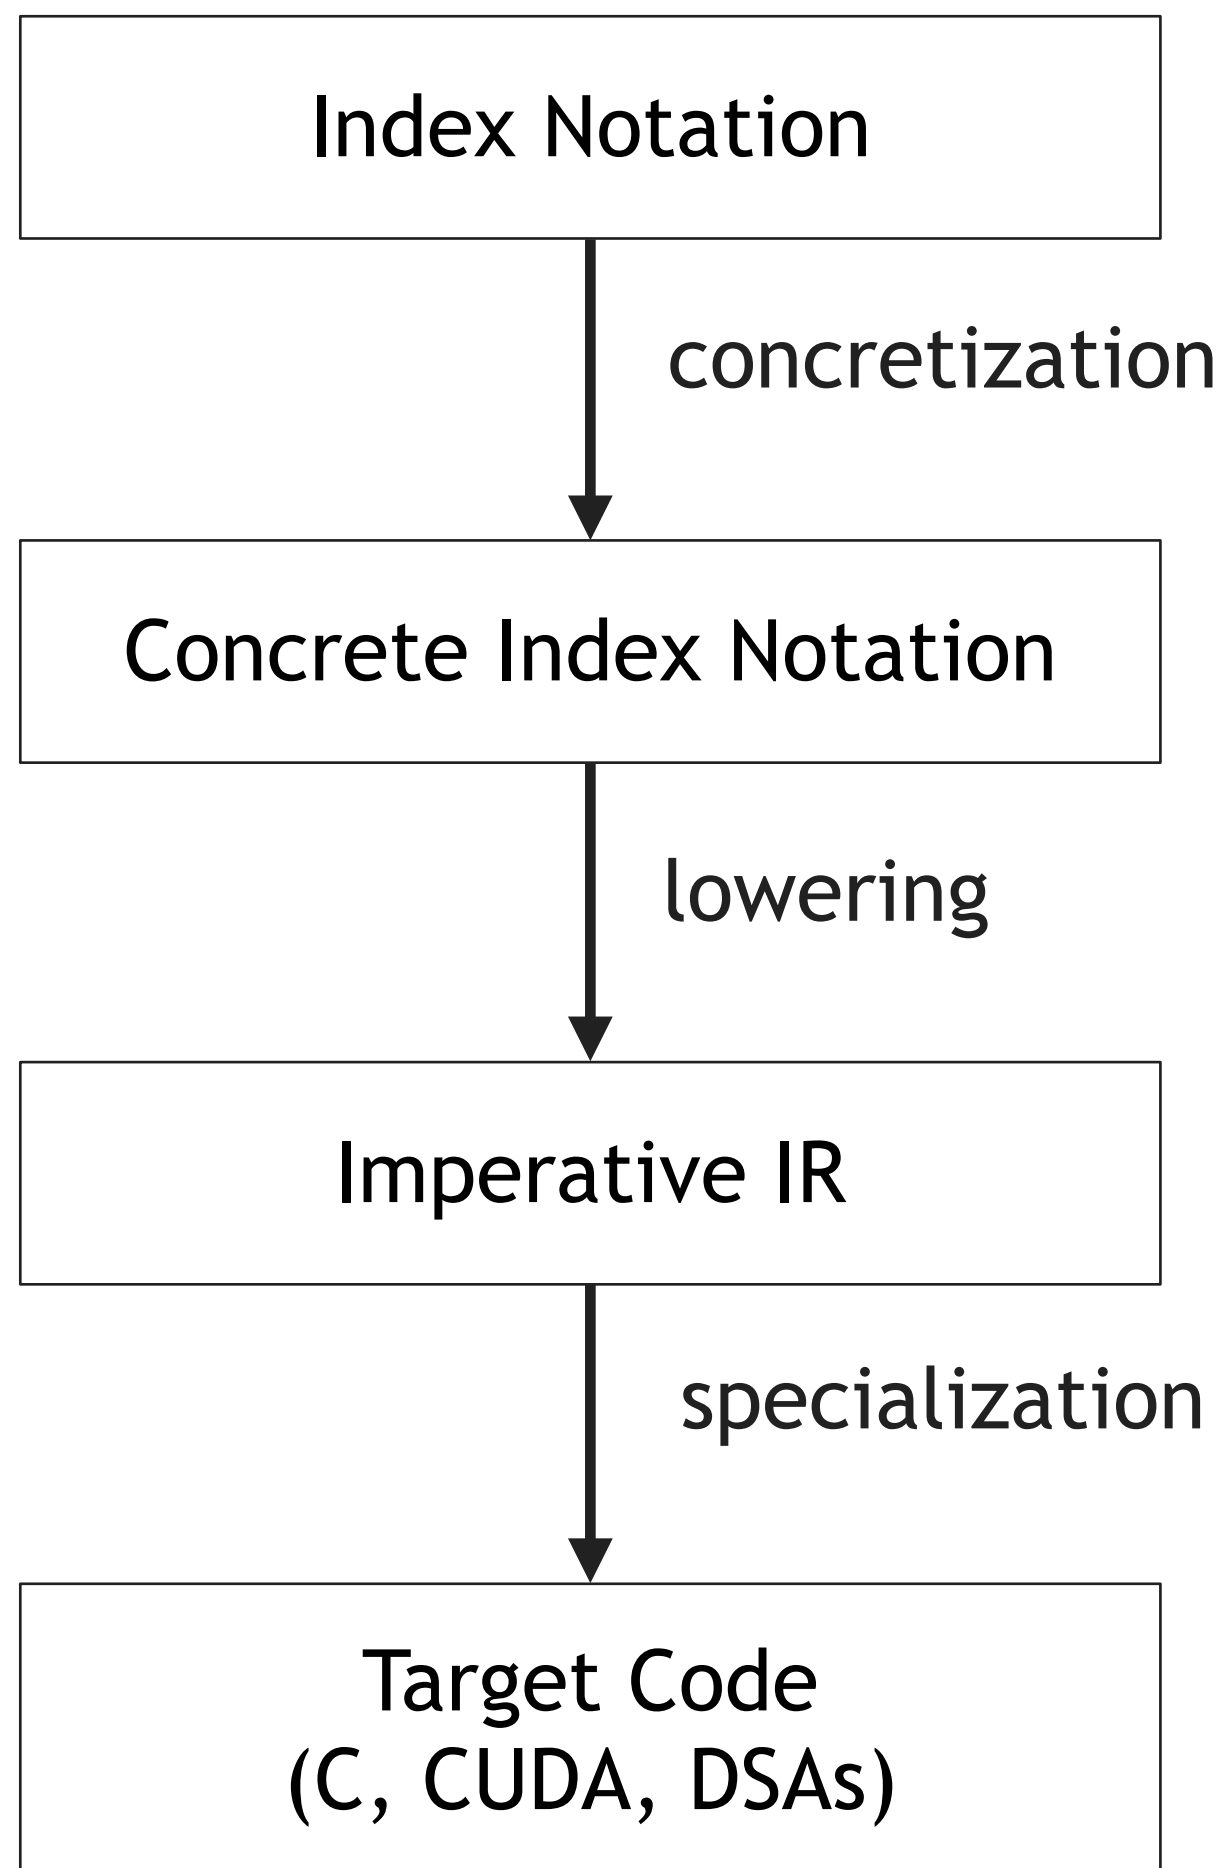 Index Notation
concretization
Concrete Index Notation
lowering
Imperative IR
specialization
Target Code
(C, CUDA, DSAs)